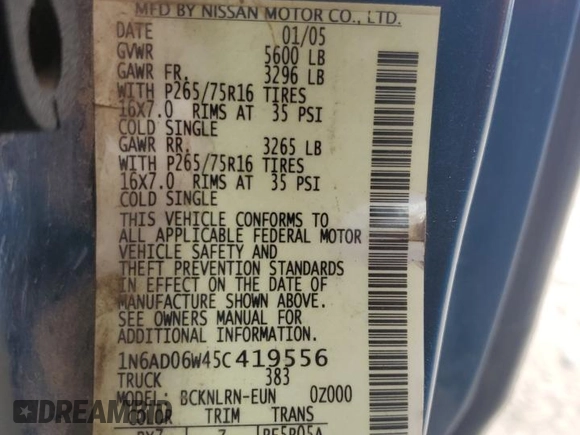 MFD BY NISSAN MOTOR CO., LTD.
DATE 01/05
GVWR 5600 LB
GAWR FR. 3296 LB
WITH P265/75R16 TIRES
16X7.0 RIMS AT 35 PSI
COLD SINGLE
GAWR RR. 3265 LB
WITH P265/75R16 TIRES
16X7.0 RIMS AT 35 PSI
COLD SINGLE
THIS VEHICLE CONFORMS TO
ALL APPLICABLE FEDERAL MOTOR
VEHICLE SAFETY AND
THEFT PREVENTION STANDARDS
IN EFFECT ON THE DATE OF
MANUFACTURE SHOWN ABOVE.
SEE OWNERS MANUAL FOR
ADDITIONAL INFORMATION.
1N6AD06W45C419556
TRUCK 383
MODEL: BCKNLRN-EUN 0Z000
COLOR TRIM TRANS
AUTOHELPERBOT.COM